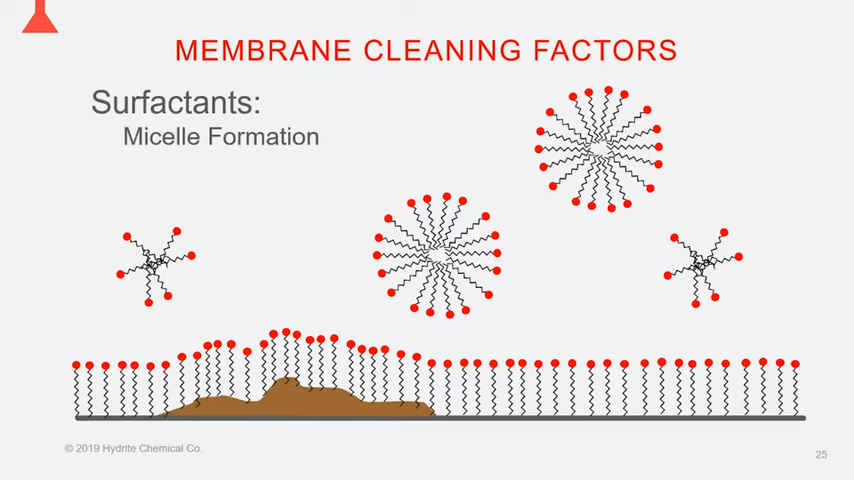 MEMBRANE CLEANING FACTORS
Surfactants:
Micelle Formation
© 2019 Hydrite Chemical Co.
25